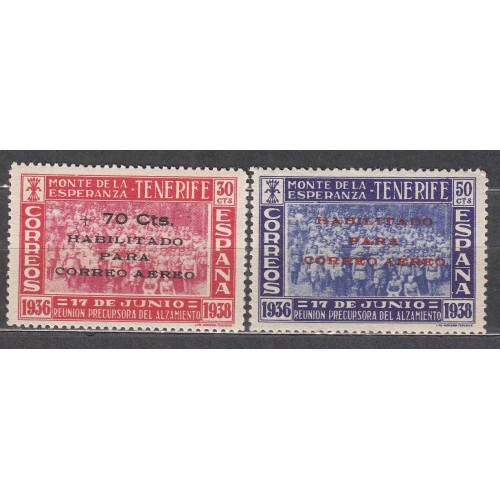 MONTE DE LA
ESPERANZA - TENERIFE
30
CTS
CORREOS
ESPAÑA
+ 70 Cts.
HABILITADO
PARA
CORREO AEREO
1936
= 17 DE JUNIO =
1938
REUNION PRECURSORA DEL ALZAMIENTO
MONTE DE LA
ESPERANZA - TENERIFE
50
CTS
CORREOS
ESPAÑA
HABILITADO
PARA
CORREO AEREO
1936
= 17 DE JUNIO =
1938
REUNION PRECURSORA DEL ALZAMIENTO